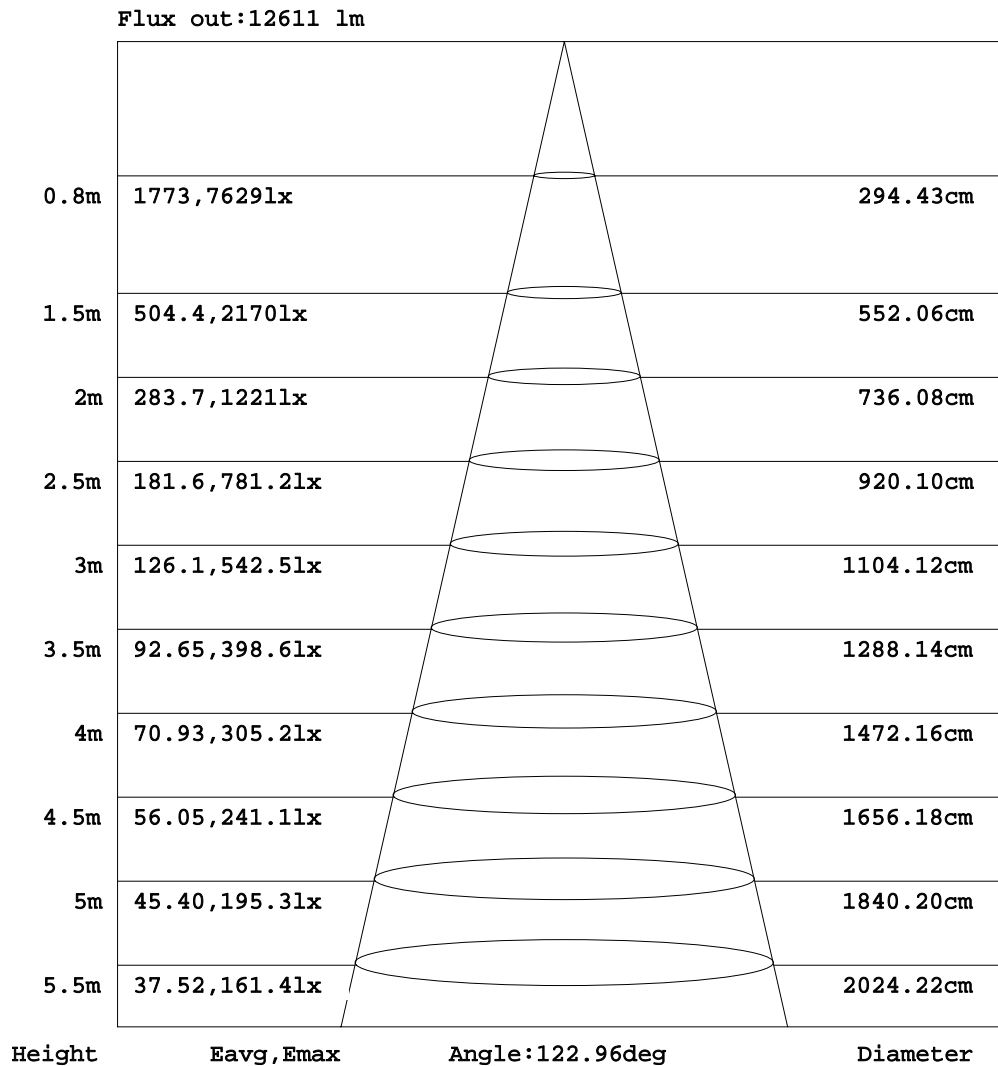 Flux out:12611 lm
0.8m 1773,7629lx 294.43cm
1.5m 504.4,2170lx 552.06cm
2m 283.7,1221lx 736.08cm
2.5m 181.6,781.2lx 920.10cm
3m 126.1,542.5lx 1104.12cm
3.5m 92.65,398.6lx 1288.14cm
4m 70.93,305.2lx 1472.16cm
4.5m 56.05,241.1lx 1656.18cm
5m 45.40,195.3lx 1840.20cm
5.5m 37.52,161.4lx 2024.22cm
Height Eavg,Emax Angle:122.96deg Diameter